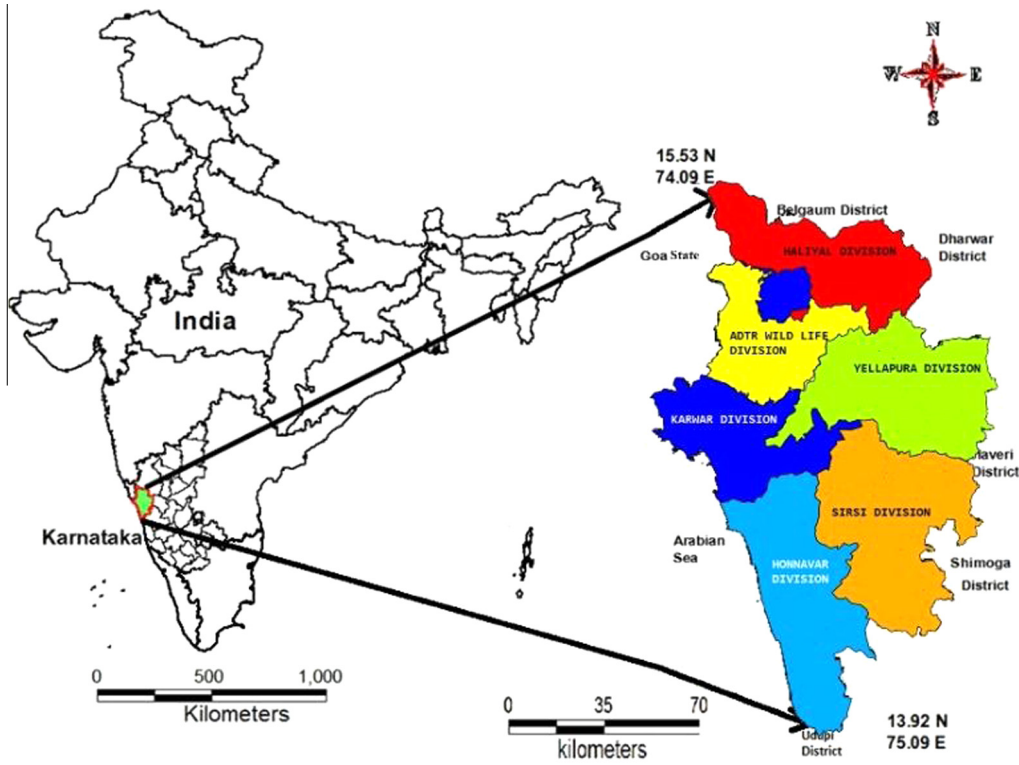 N
W E
S
15.53 N
74.09 E
Belgaum District
Dharwar
District
Goa State
HALIYAL DIVISION
India
ADTR WILD LIFE
DIVISION
YELLAPURA DIVISION
KARWAR DIVISION
District
Karnataka
SIRSI DIVISION
Arabian
Sea
Shimoga
District
HONNAVAR
DIVISION
0 500 1,000
Kilometers
0 35 70
kilometers
Udupi
District
13.92 N
75.09 E